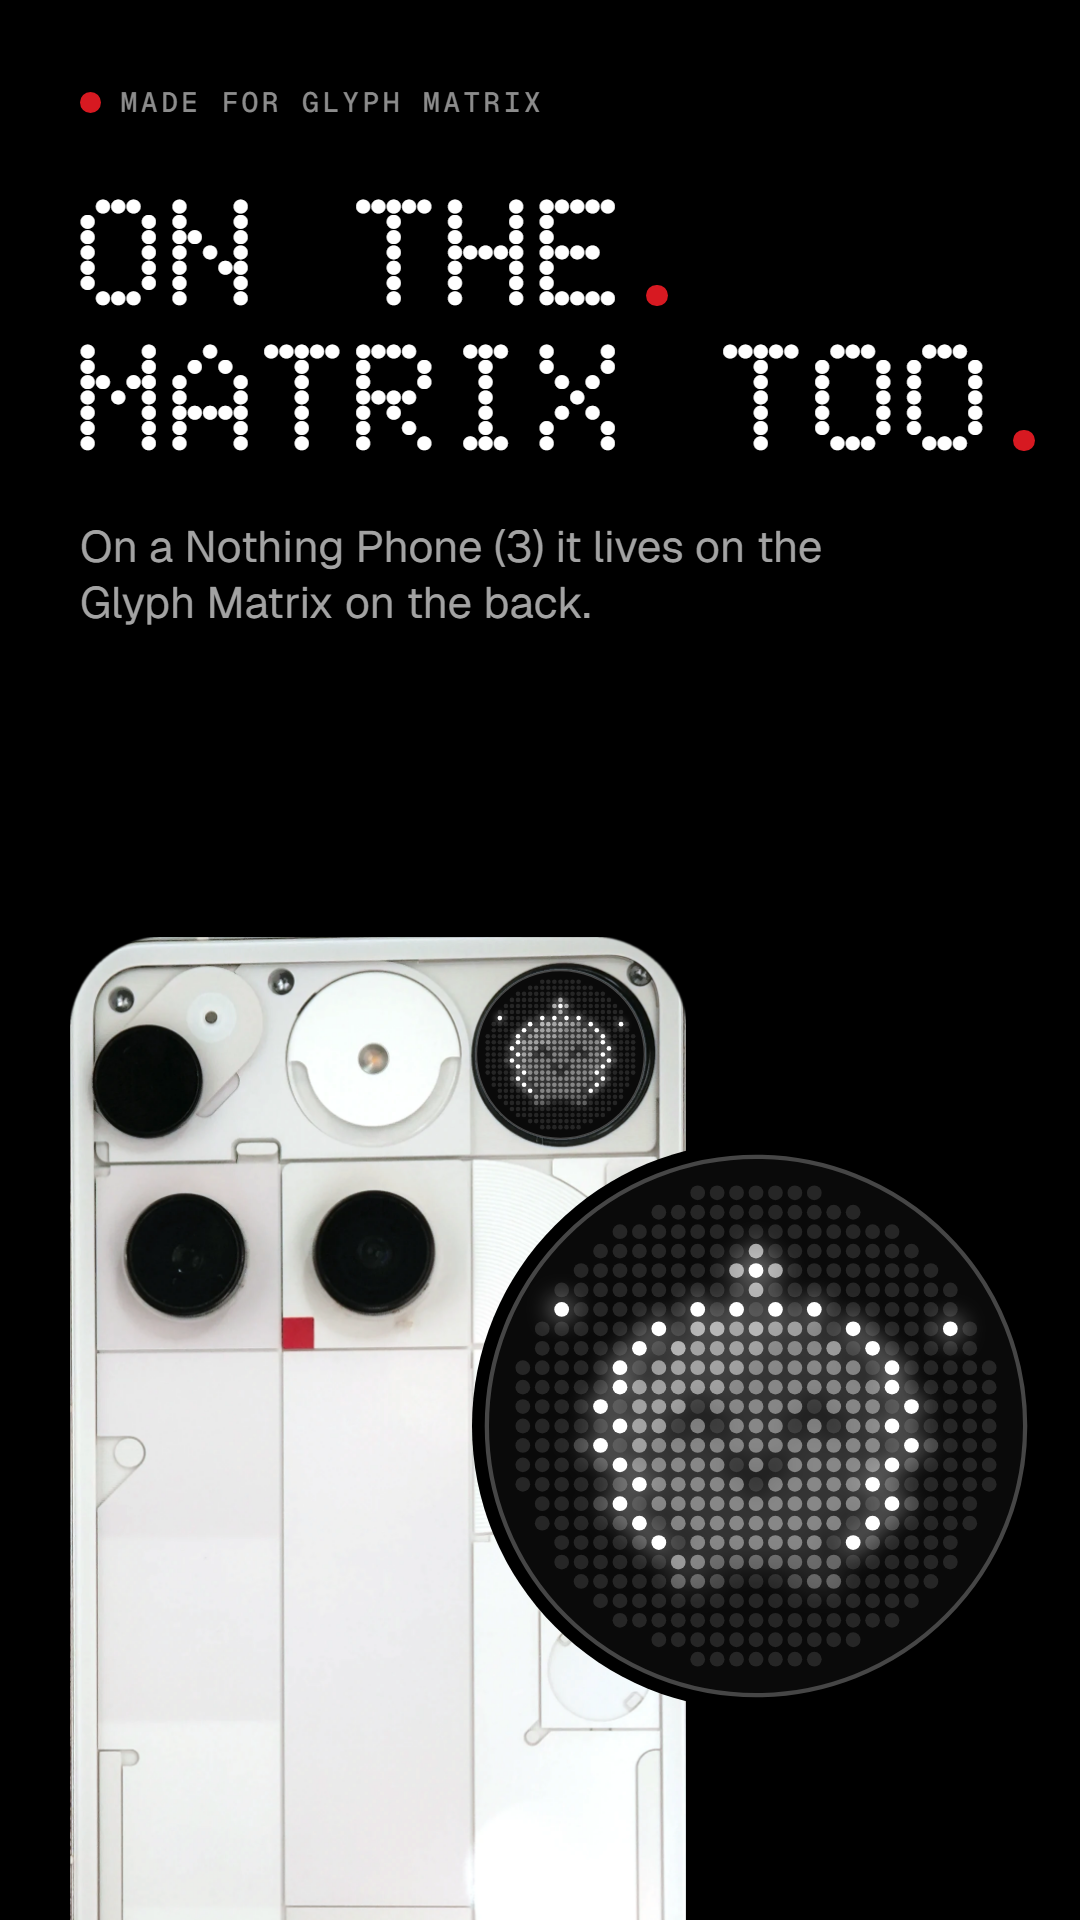 MADE FOR GLYPH MATRIX
ON THE.
MATRIX TOO.
On a Nothing Phone (3) it lives on the
Glyph Matrix on the back.